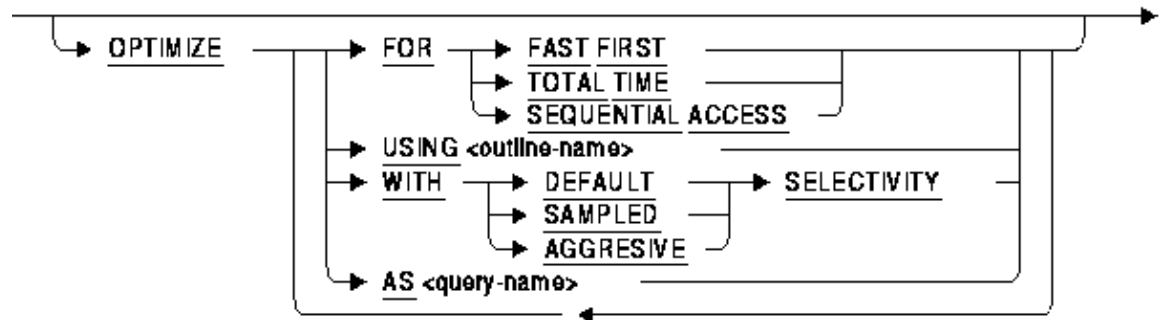 OPTIMIZE FOR FAST FIRST
TOTAL TIME
SEQUENTIAL ACCESS
USING <outline-name>
WITH DEFAULT SELECTIVITY
SAMPLED
AGGRESIVE
AS <query-name>